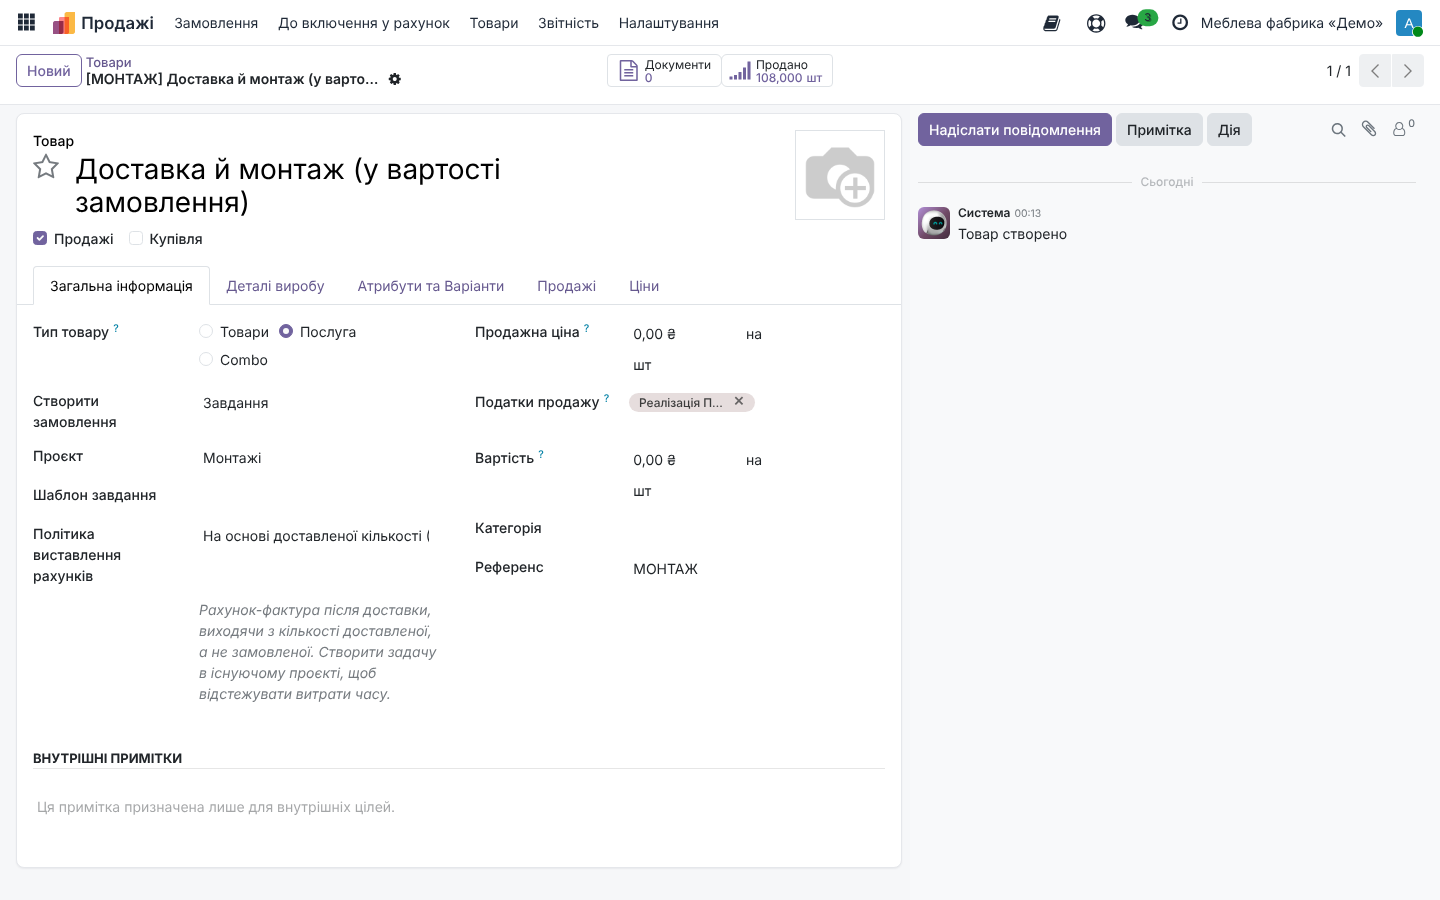 Продажі
Замовлення
До включення у рахунок
Товари
Звітність
Налаштування
3
Меблева фабрика «Демо»
A
Новий
Товари
[МОНТАЖ] Доставка й монтаж (у варто...
Документи
0
Продано
108,000 шт
1 / 1
Товар
Доставка й монтаж (у вартості
замовлення)
Продажі
Купівля
Загальна інформація
Деталі виробу
Атрибути та Варіанти
Продажі
Ціни
Тип товару ?
Товари
Послуга
Combo
Створити
замовлення
Завдання
Проєкт
Монтажі
Шаблон завдання
Політика
виставлення
рахунків
На основі доставленої кількості (
Рахунок-фактура після доставки,
виходячи з кількості доставленої,
а не замовленої. Створити задачу
в існуючому проєкті, щоб
відстежувати витрати часу.
Продажна ціна ?
0,00 ₴
на
шт
Податки продажу ?
Реалізація П...
Вартість ?
0,00 ₴
на
шт
Категорія
Референс
МОНТАЖ
ВНУТРІШНІ ПРИМІТКИ
Ця примітка призначена лише для внутрішніх цілей.
Надіслати повідомлення
Примітка
Дія
0
Сьогодні
Система 00:13
Товар створено